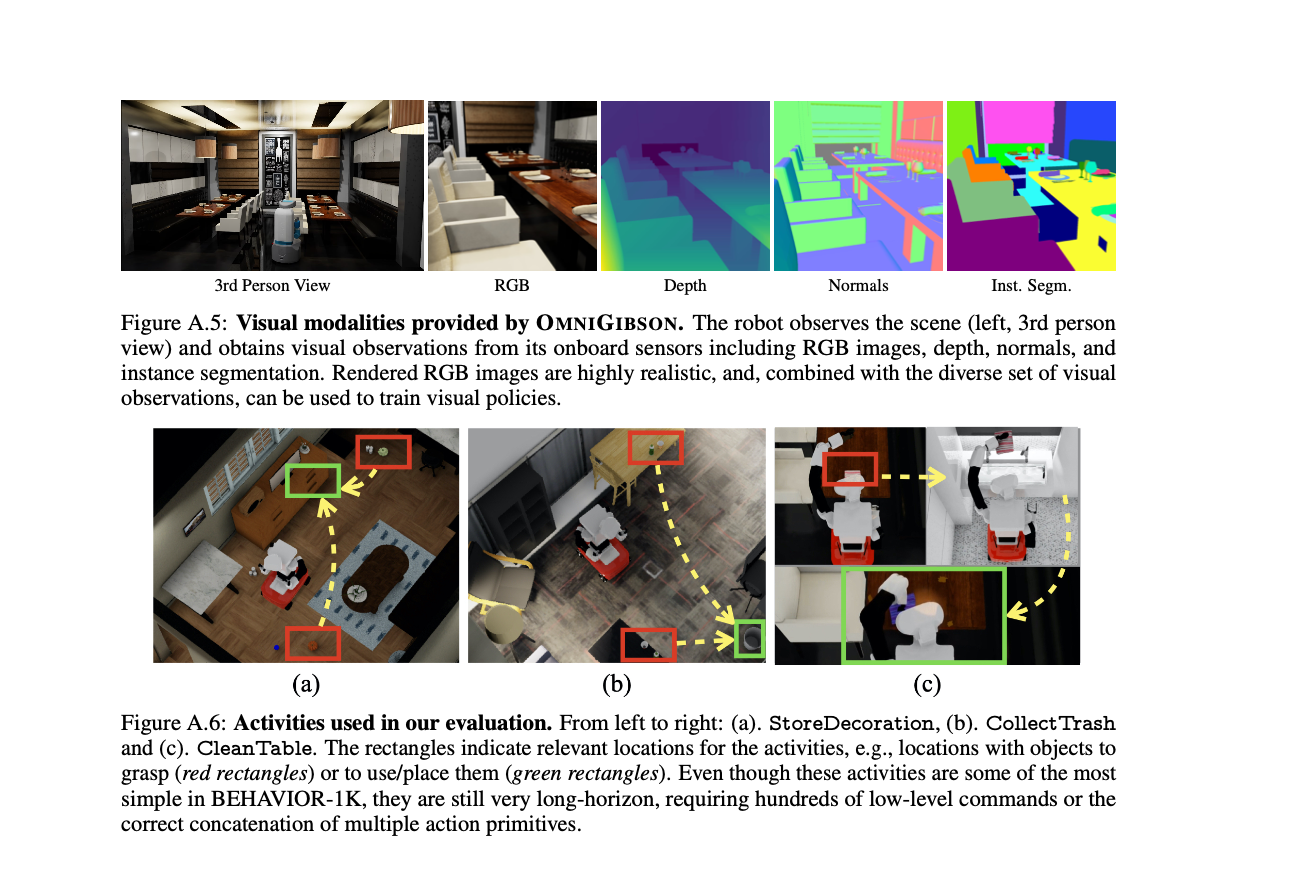 3rd Person View
RGB
Depth
Normals
Inst. Segm.
Figure A.5: Visual modalities provided by OMNIGIBSON. The robot observes the scene (left, 3rd person
view) and obtains visual observations from its onboard sensors including RGB images, depth, normals, and
instance segmentation. Rendered RGB images are highly realistic, and, combined with the diverse set of visual
observations, can be used to train visual policies.
(a)
(b)
(c)
Figure A.6: Activities used in our evaluation. From left to right: (a). StoreDecoration, (b). CollectTrash
and (c). CleanTable. The rectangles indicate relevant locations for the activities, e.g., locations with objects to
grasp (red rectangles) or to use/place them (green rectangles). Even though these activities are some of the most
simple in BEHAVIOR-1K, they are still very long-horizon, requiring hundreds of low-level commands or the
correct concatenation of multiple action primitives.